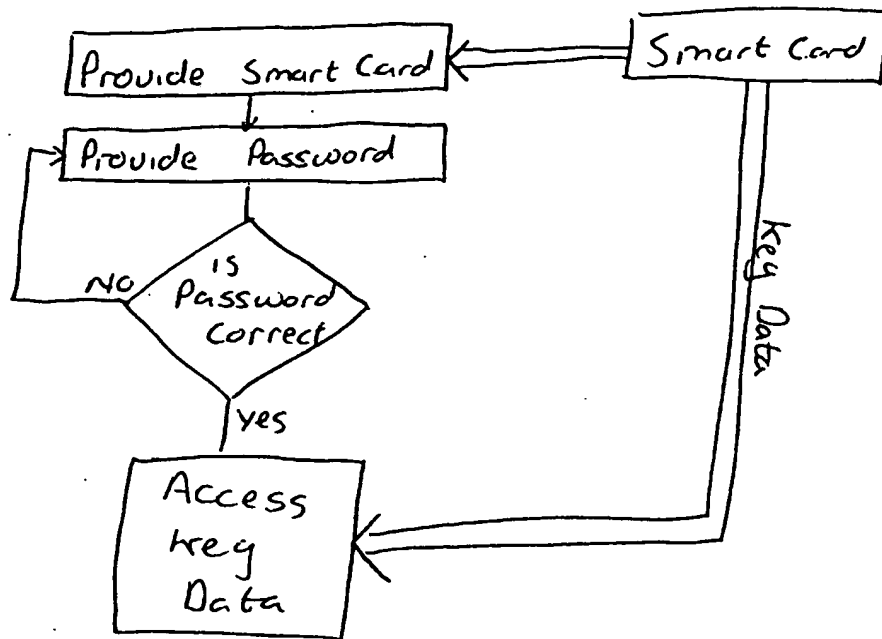 Provide Smart Card
Smart Card
Provide Password
Is
Password
Correct
No
Yes
Key Data
Access
Key
Data